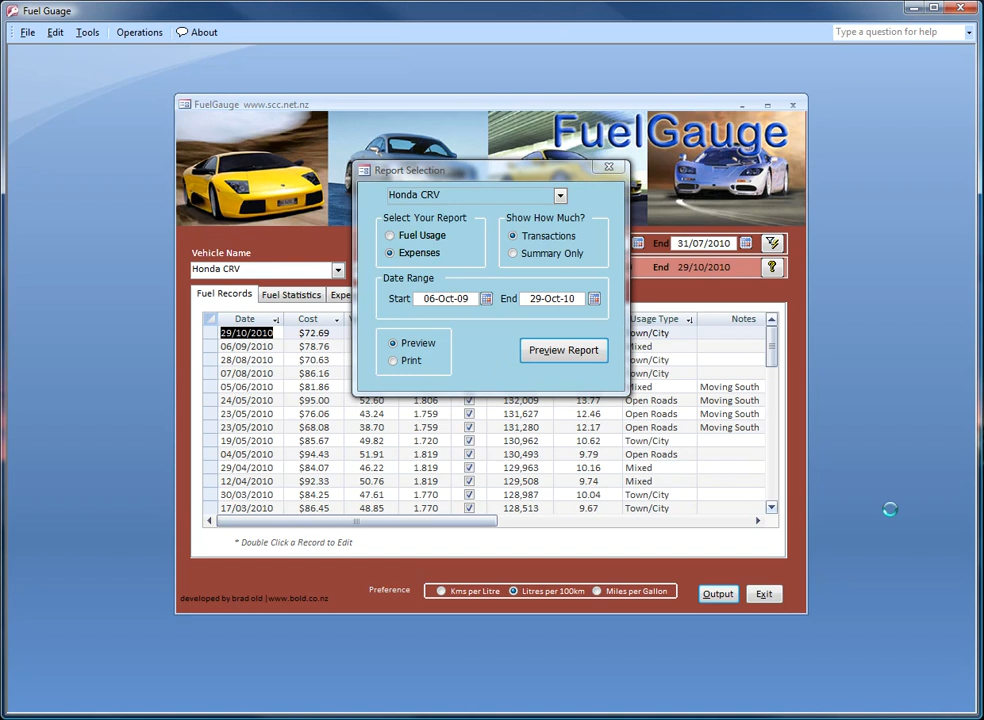 Fuel Guage
File Edit Tools Operations About
Type a question for help
FuelGauge www.scc.net.nz
FuelGauge
Report Selection
Honda CRV
Select Your Report
Fuel Usage
Expenses
Show How Much?
Transactions
Summary Only
Date Range
Start 06-Oct-09 End 29-Oct-10
Preview
Print
Preview Report
End 31/07/2010
End 29/10/2010
?
Vehicle Name
Honda CRV
Fuel Records Fuel Statistics Expe
Date Cost Usage Type Notes
29/10/2010 $72.69 Town/City
06/09/2010 $78.76 Mixed
28/08/2010 $70.63 Town/City
07/08/2010 $86.16 Town/City
05/06/2010 $81.86 Mixed Moving South
24/05/2010 $95.00 52.60 1.806 132,009 13.77 Open Roads Moving South
23/05/2010 $76.06 43.24 1.759 131,627 12.46 Open Roads Moving South
23/05/2010 $68.08 38.70 1.759 131,280 12.17 Open Roads Moving South
19/05/2010 $85.67 49.82 1.720 130,962 10.62 Town/City
04/05/2010 $94.43 51.91 1.819 130,493 9.79 Open Roads
29/04/2010 $84.07 46.22 1.819 129,963 10.16 Mixed
12/04/2010 $92.33 50.76 1.819 129,508 9.74 Mixed
30/03/2010 $84.25 47.61 1.770 128,987 10.04 Town/City
17/03/2010 $86.45 48.85 1.770 128,513 9.67 Town/City
* Double Click a Record to Edit
Preference Kms per Litre Litres per 100km Miles per Gallon Output Exit
developed by brad old |www.bold.co.nz